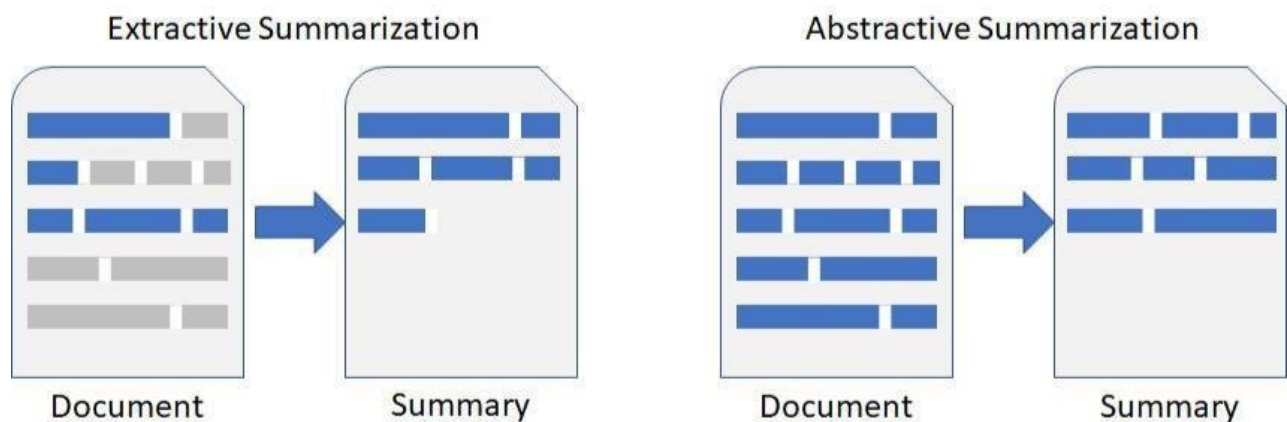 Extractive Summarization
Abstractive Summarization
Document
Summary
Document
Summary